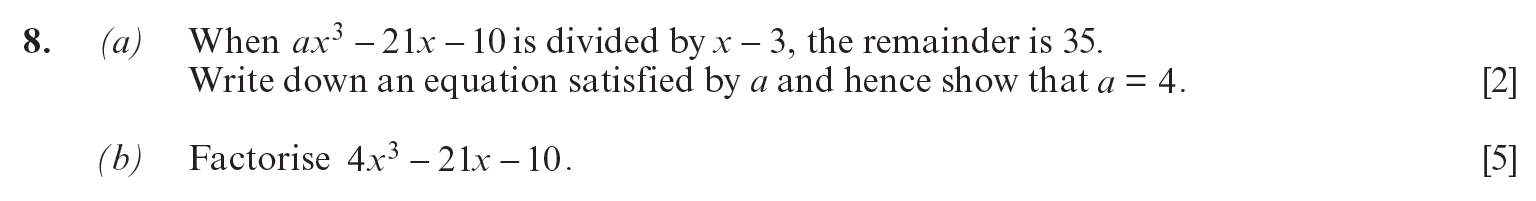 8. (a) When ax³ – 21x – 10 is divided by x – 3, the remainder is 35.
Write down an equation satisfied by a and hence show that a = 4. [2]
(b) Factorise 4x³ – 21x – 10. [5]